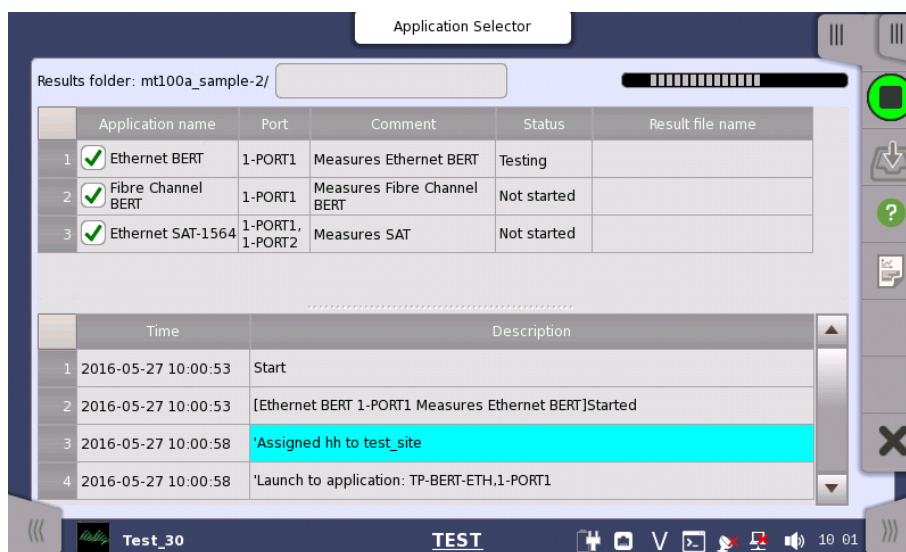 Application Selector
Results folder: mt100a_sample-2/
Application name Port Comment Status Result file name
1 Ethernet BERT 1-PORT1 Measures Ethernet BERT Testing
2 Fibre Channel BERT 1-PORT1 Measures Fibre Channel BERT Not started
3 Ethernet SAT-1564 1-PORT1, 1-PORT2 Measures SAT Not started
Time Description
1 2016-05-27 10:00:53 Start
2 2016-05-27 10:00:53 [Ethernet BERT 1-PORT1 Measures Ethernet BERT]Started
3 2016-05-27 10:00:58 'Assigned hh to test_site
4 2016-05-27 10:00:58 'Launch to application: TP-BERT-ETH,1-PORT1
Test_30 TEST V 10 01